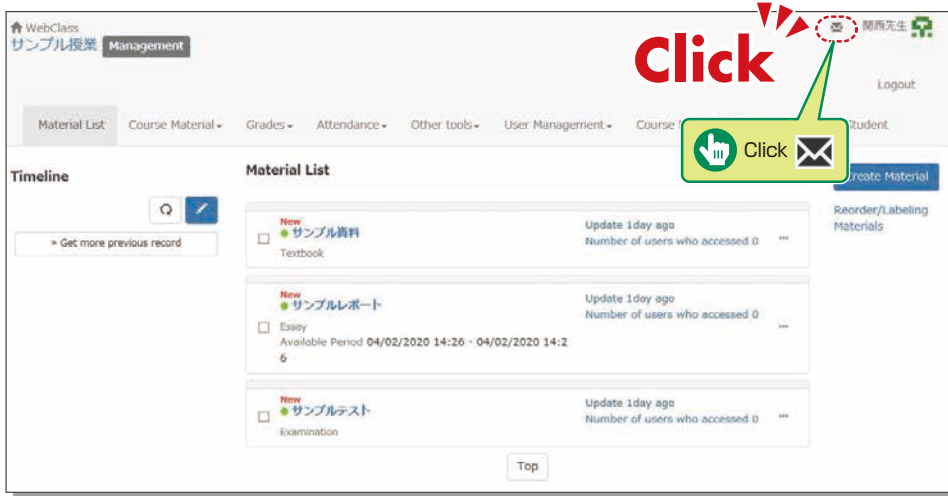 WebClass
サンプル授業 Management
関西先生
Click
Logout
Material List Course Material Grades Attendance Other tools User Management Course Student
Click
Timeline
Material List
Create Material
» Get more previous record
Reorder/Labeling
Materials
New
サンプル資料
Textbook
Update 1day ago
Number of users who accessed 0
New
サンプルレポート
Essay
Available Period 04/02/2020 14:26 - 04/02/2020 14:2
6
Update 1day ago
Number of users who accessed 0
New
サンプルテスト
Examination
Update 1day ago
Number of users who accessed 0
Top